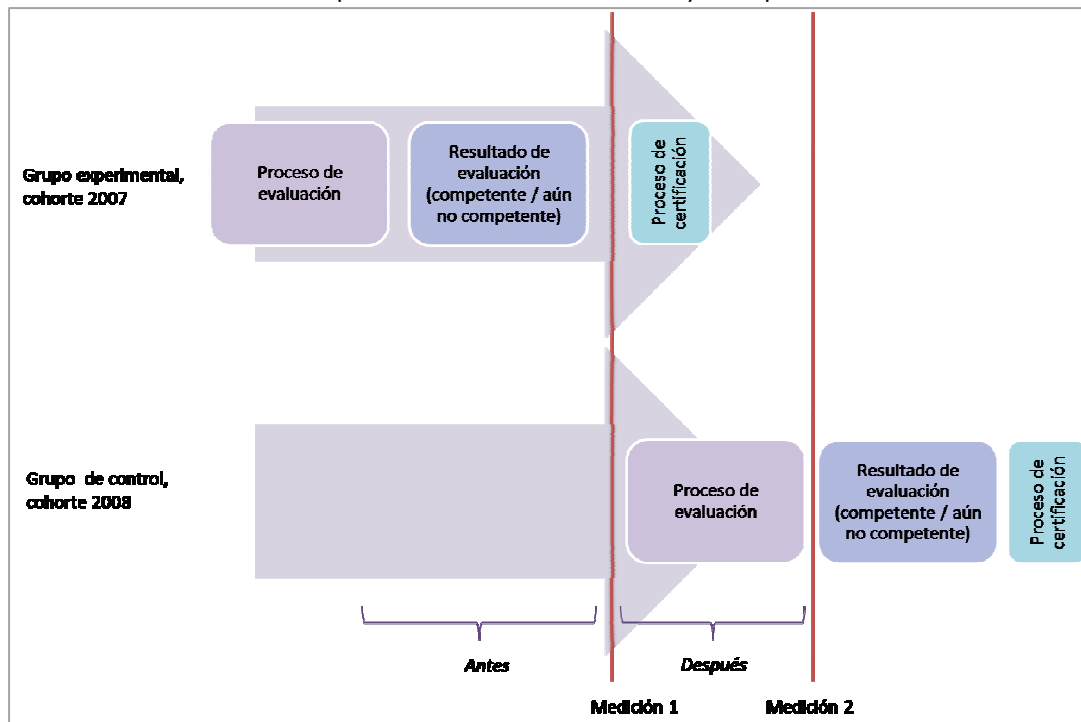 Grupo experimental,
cohorte 2007
Proceso de
evaluación
Resultado de
evaluación
(competente / aún
no competente)
Proceso de
certificación
Grupo de control,
cohorte 2008
Proceso de
evaluación
Resultado de
evaluación
(competente / aún
no competente)
Proceso de
certificación
Antes
Después
Medición 1
Medición 2